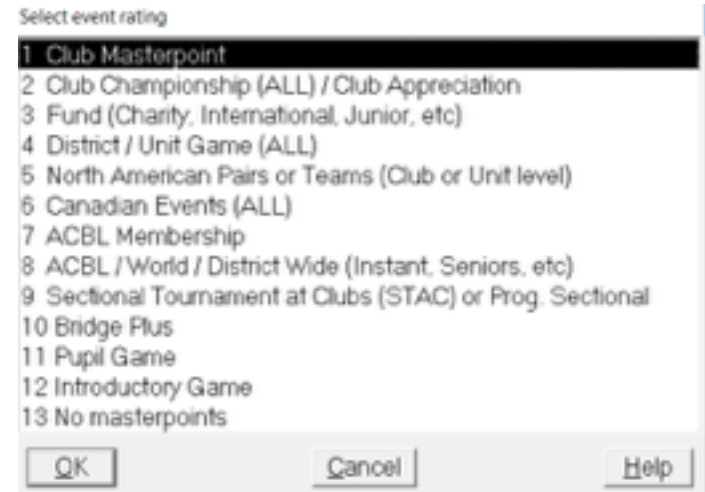 Select event rating
1 Club Masterpoint
2 Club Championship (ALL) / Club Appreciation
3 Fund (Charity, International, Junior, etc)
4 District / Unit Game (ALL)
5 North American Pairs or Teams (Club or Unit level)
6 Canadian Events (ALL)
7 ACBL Membership
8 ACBL / World / District Wide (Instant, Seniors, etc)
9 Sectional Tournament at Clubs (STAC) or Prog. Sectional
10 Bridge Plus
11 Pupil Game
12 Introductory Game
13 No masterpoints
OK Cancel Help